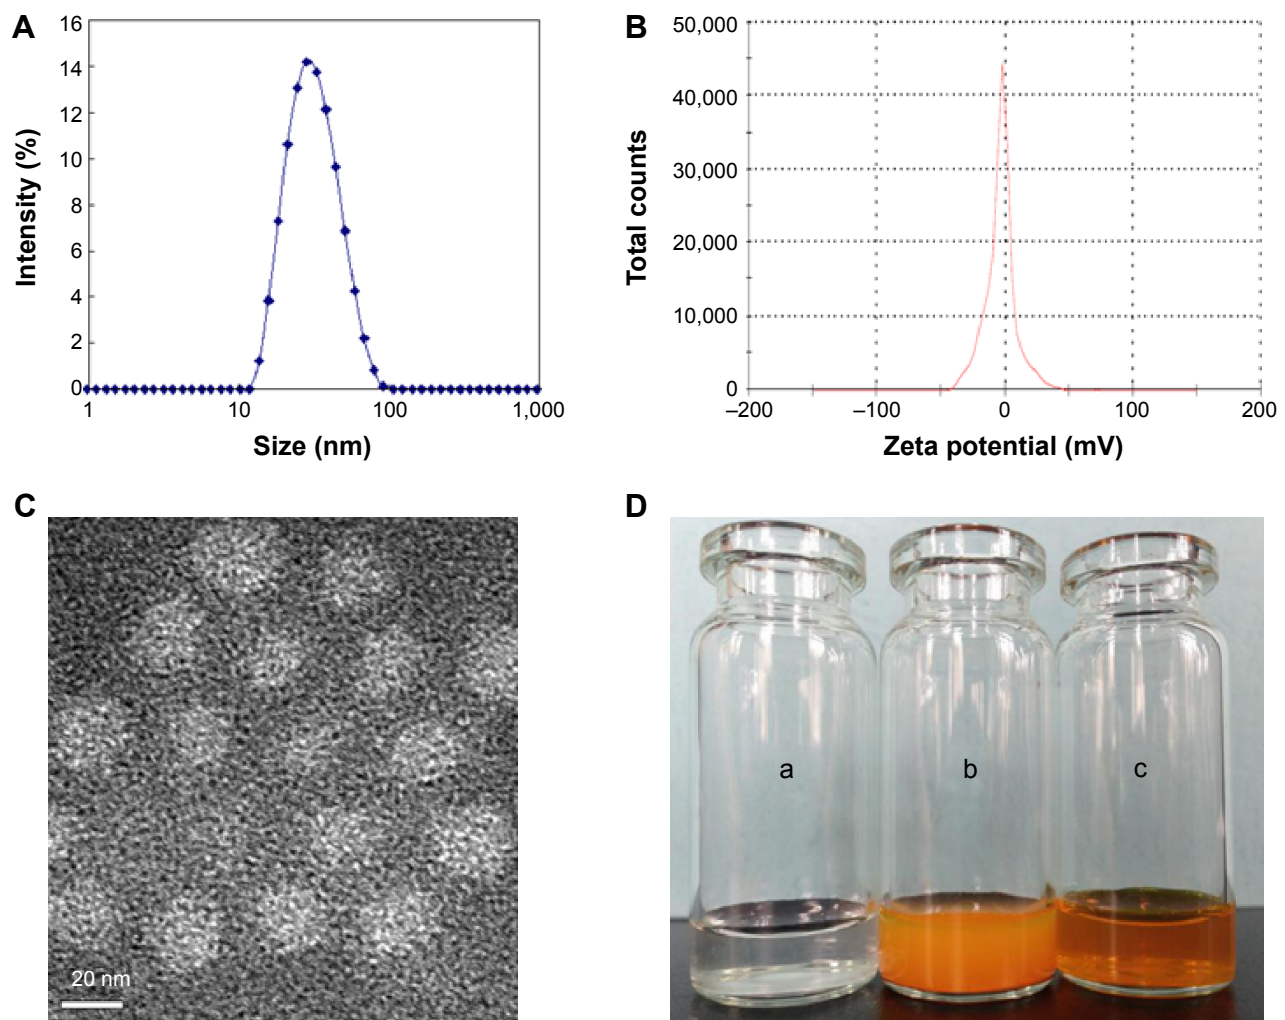 A
16
14
12
10
8
6
4
2
0
1 10 100 1,000
Intensity (%)
Size (nm)
B
50,000
40,000
30,000
20,000
10,000
0
–200 –100 0 100 200
Total counts
Zeta potential (mV)
C
20 nm
D
a b c